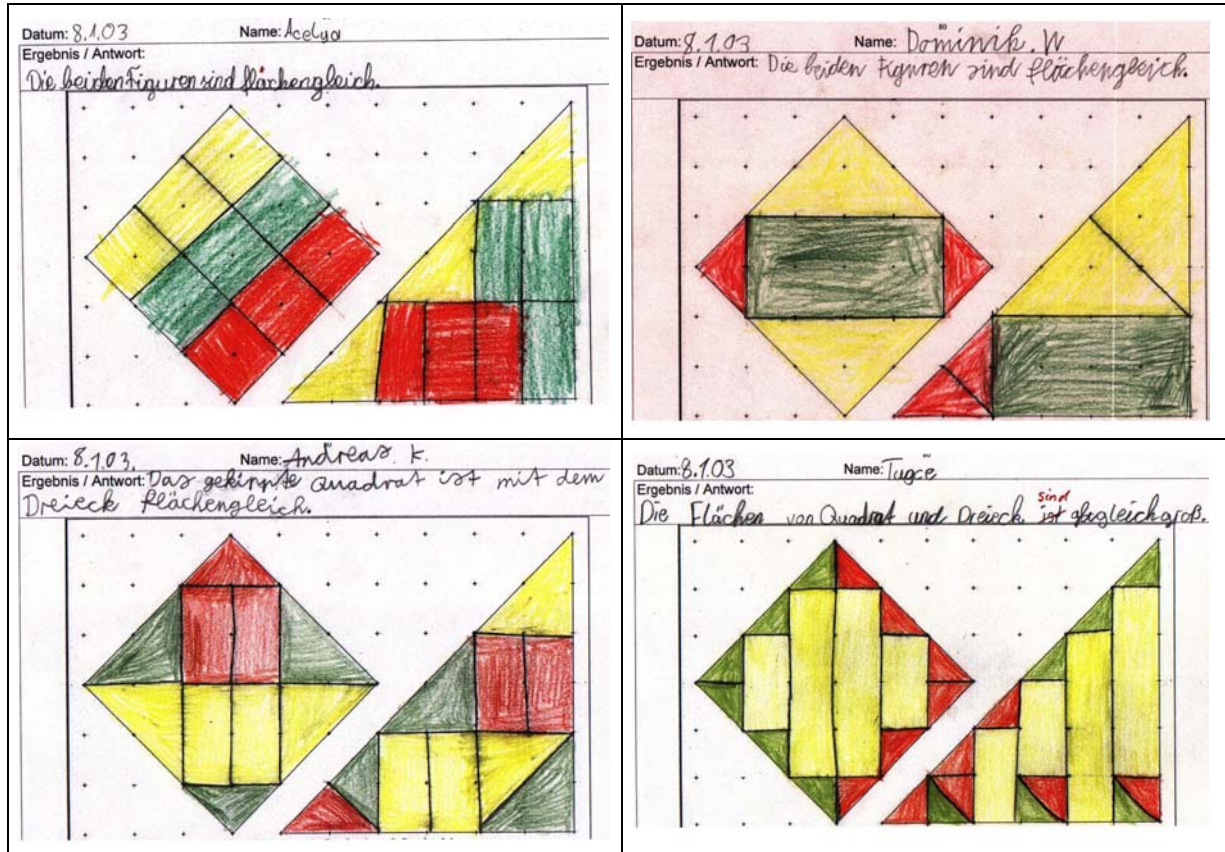 Datum: 8.1.03 Name: Acelya
Ergebnis / Antwort:
Die beiden Figuren sind flächengleich.
Datum: 8.1.03 Name: Dominik. W
Ergebnis / Antwort: Die beiden Figuren sind flächengleich.
Datum: 8.1.03. Name: Andreas. K.
Ergebnis / Antwort: Das gekippte Quadrat ist mit dem
Dreieck flächengleich.
Datum: 8.1.03 Name: Tugce
Ergebnis / Antwort:
sind
Die Flächen von Quadrat und Dreieck ist gleichgroß.